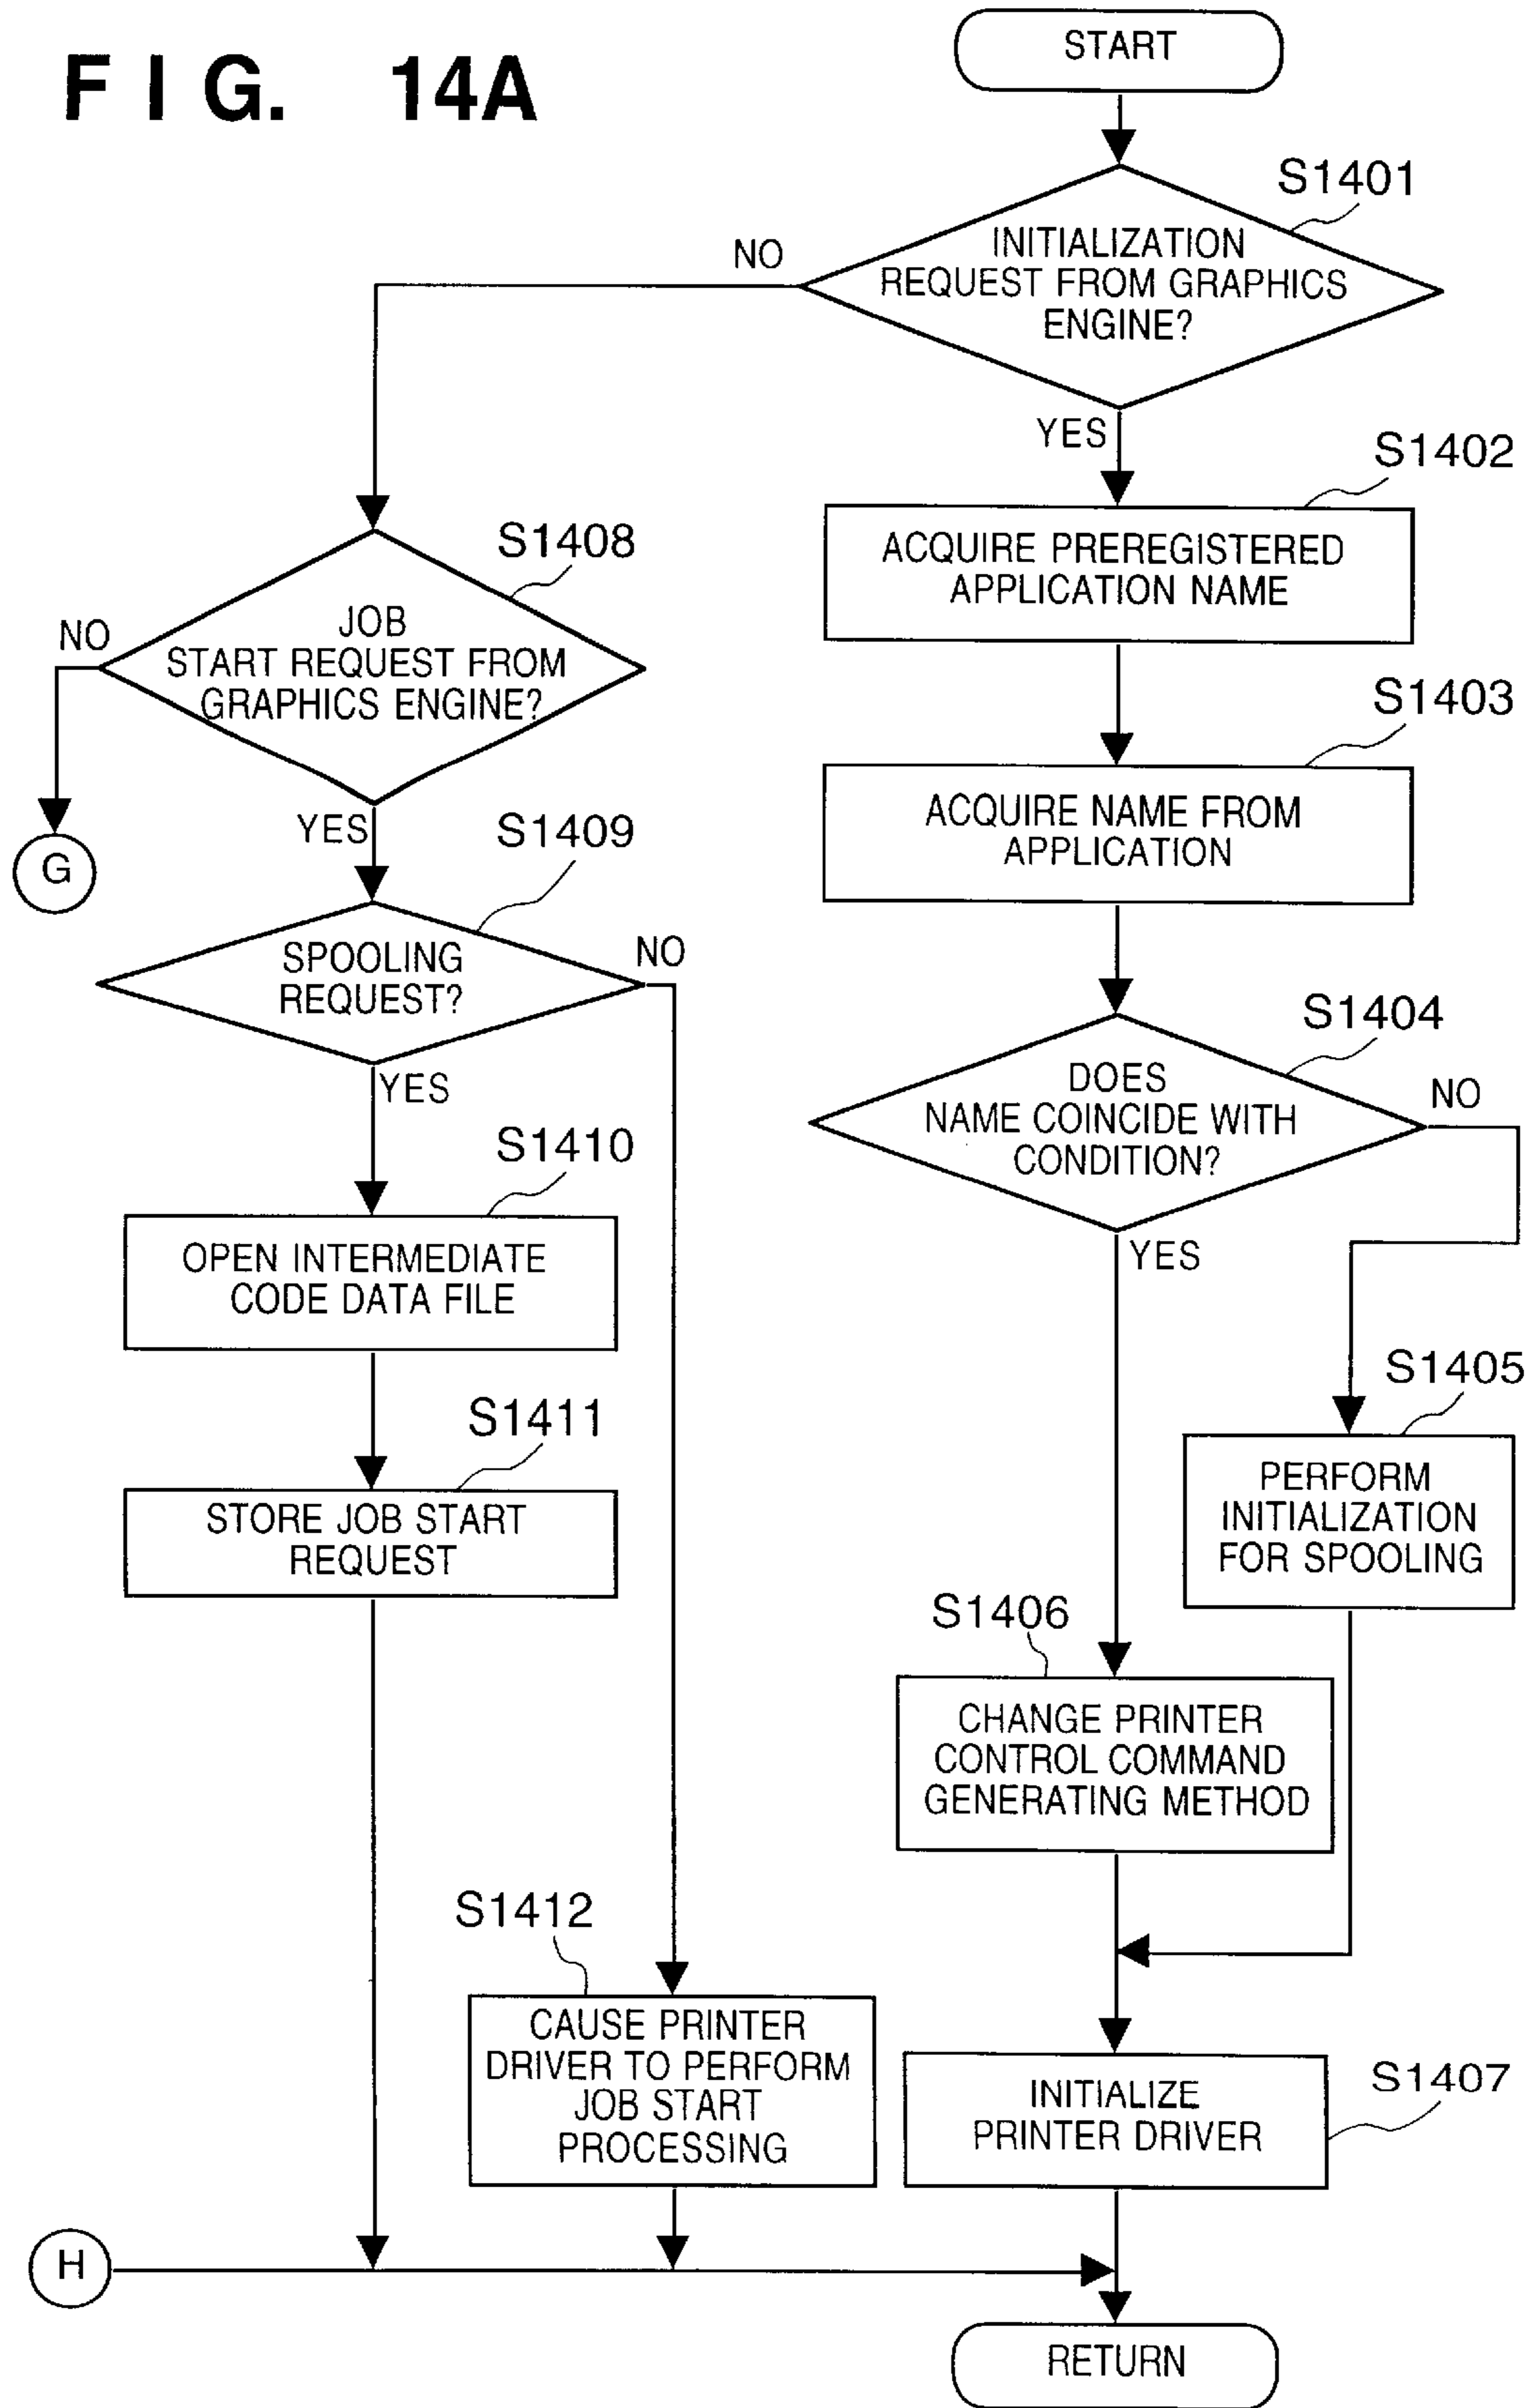 FIG. 14A
START
S1401
INITIALIZATION
REQUEST FROM GRAPHICS
ENGINE?
NO
YES
S1402
ACQUIRE PREREGISTERED
APPLICATION NAME
S1403
ACQUIRE NAME FROM
APPLICATION
S1404
DOES
NAME COINCIDE WITH
CONDITION?
NO
YES
S1405
PERFORM
INITIALIZATION
FOR SPOOLING
S1406
CHANGE PRINTER
CONTROL COMMAND
GENERATING METHOD
S1407
INITIALIZE
PRINTER DRIVER
S1408
JOB
START REQUEST FROM
GRAPHICS ENGINE?
NO
G
YES
S1409
SPOOLING
REQUEST?
NO
YES
S1410
OPEN INTERMEDIATE
CODE DATA FILE
S1411
STORE JOB START
REQUEST
S1412
CAUSE PRINTER
DRIVER TO PERFORM
JOB START
PROCESSING
H
RETURN